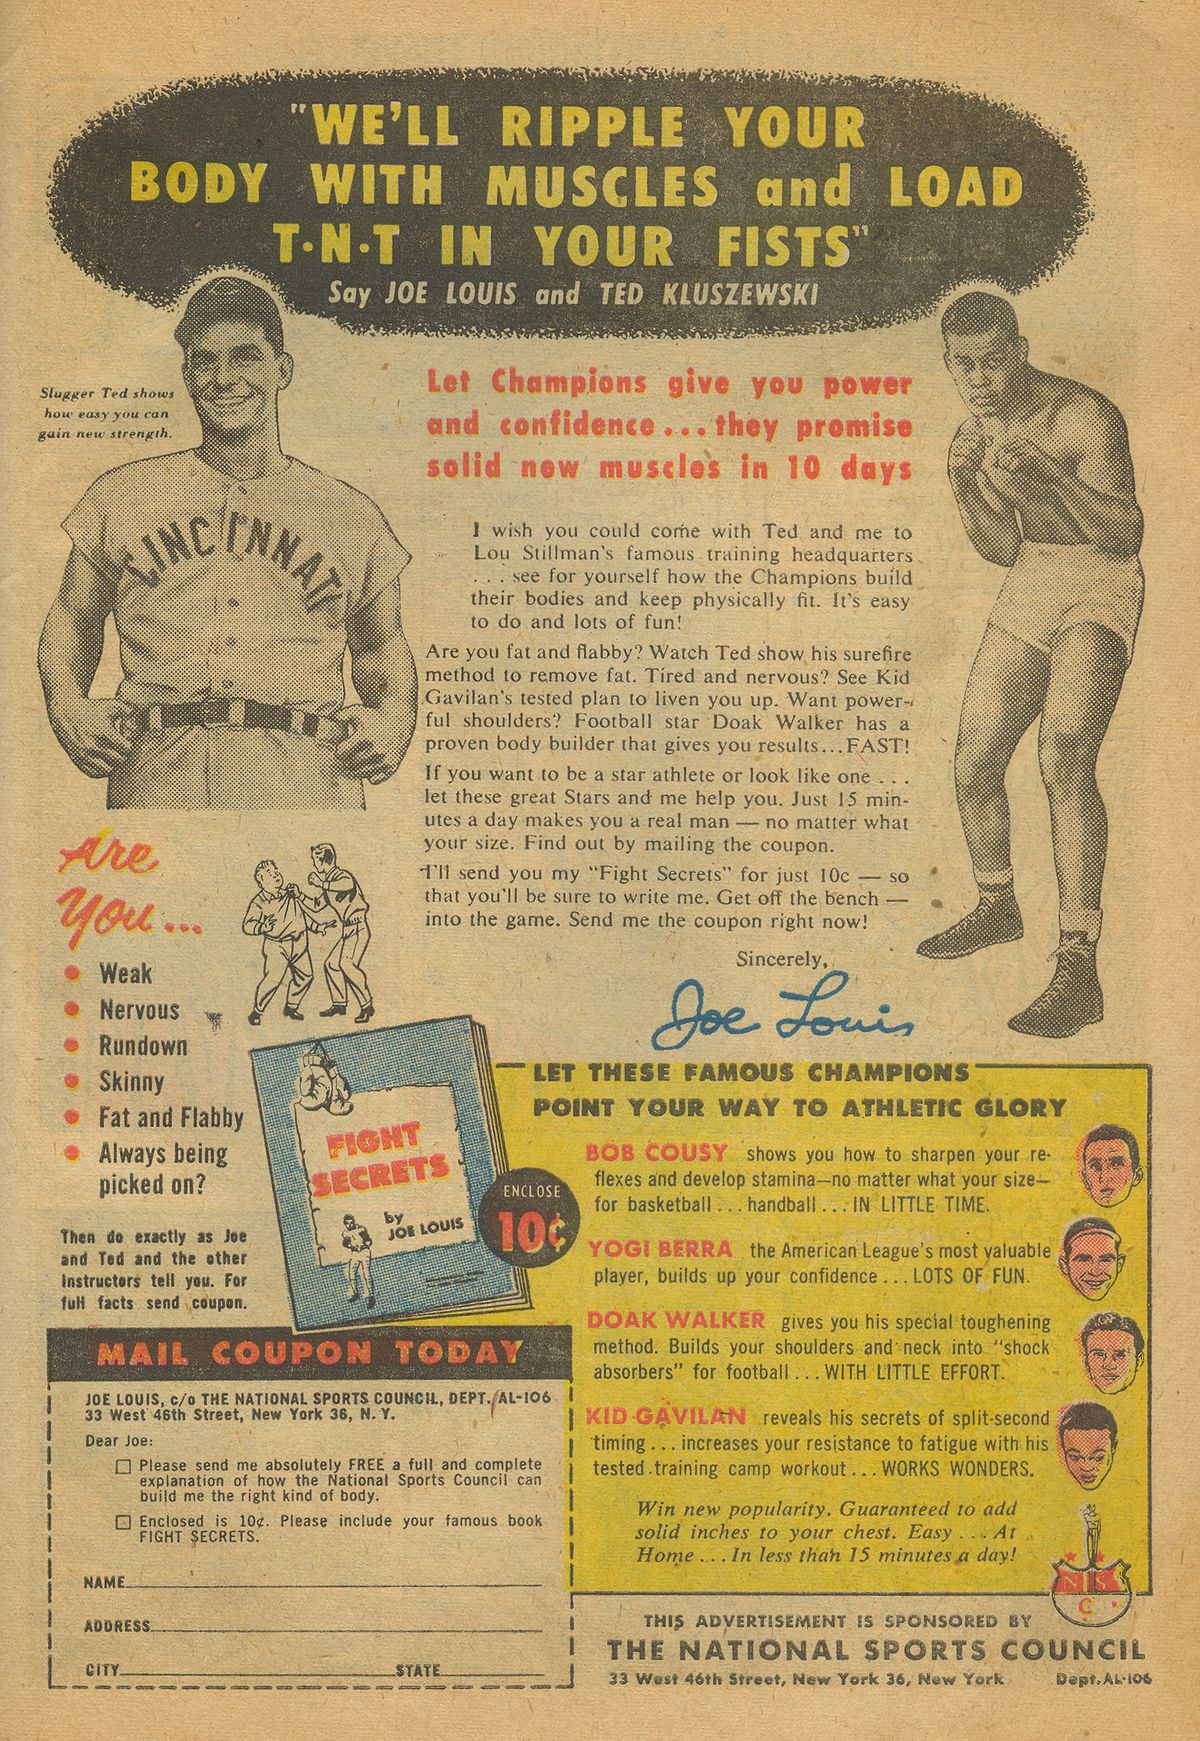 "WE'LL RIPPLE YOUR
BODY WITH MUSCLES and LOAD
T·N·T IN YOUR FISTS"
Say JOE LOUIS and TED KLUSZEWSKI
Slugger Ted shows
how easy you can
gain new strength.
CINCINNATI
Let Champions give you power
and confidence...they promise
solid new muscles in 10 days
I wish you could come with Ted and me to
Lou Stillman's famous training headquarters
. . . see for yourself how the Champions build
their bodies and keep physically fit. It's easy
to do and lots of fun!
Are you fat and flabby? Watch Ted show his surefire
method to remove fat. Tired and nervous? See Kid
Gavilan's tested plan to liven you up. Want power-
ful shoulders? Football star Doak Walker has a
proven body builder that gives you results...FAST!
If you want to be a star athlete or look like one . . .
let these great Stars and me help you. Just 15 min-
utes a day makes you a real man — no matter what
your size. Find out by mailing the coupon.
I'll send you my "Fight Secrets" for just 10c — so
that you'll be sure to write me. Get off the bench —
into the game. Send me the coupon right now!
Sincerely,
Joe Louis
Are
You...
• Weak
• Nervous
• Rundown
• Skinny
• Fat and Flabby
• Always being
picked on?
Then do exactly as Joe
and Ted and the other
Instructors tell you. For
full facts send coupon.
FIGHT
SECRETS
by
JOE LOUIS
ENCLOSE
10¢
LET THESE FAMOUS CHAMPIONS
POINT YOUR WAY TO ATHLETIC GLORY
BOB COUSY shows you how to sharpen your re-
flexes and develop stamina—no matter what your size—
for basketball ... handball ... IN LITTLE TIME.
YOGI BERRA the American League's most valuable
player, builds up your confidence ... LOTS OF FUN.
DOAK WALKER gives you his special toughening
method. Builds your shoulders and neck into "shock
absorbers" for football ... WITH LITTLE EFFORT.
KID GAVILAN reveals his secrets of split-second
timing ... increases your resistance to fatigue with his
tested training camp workout ... WORKS WONDERS.
Win new popularity. Guaranteed to add
solid inches to your chest. Easy . . . At
Home . . . In less than 15 minutes a day!
N S
C
MAIL COUPON TODAY
JOE LOUIS, c/o THE NATIONAL SPORTS COUNCIL, DEPT. AL-106
33 West 46th Street, New York 36, N. Y.
Dear Joe:
☐ Please send me absolutely FREE a full and complete
explanation of how the National Sports Council can
build me the right kind of body.
☐ Enclosed is 10¢. Please include your famous book
FIGHT SECRETS.
NAME
ADDRESS
CITY STATE
THIS ADVERTISEMENT IS SPONSORED BY
THE NATIONAL SPORTS COUNCIL
33 West 46th Street, New York 36, New York Dept. AL-106